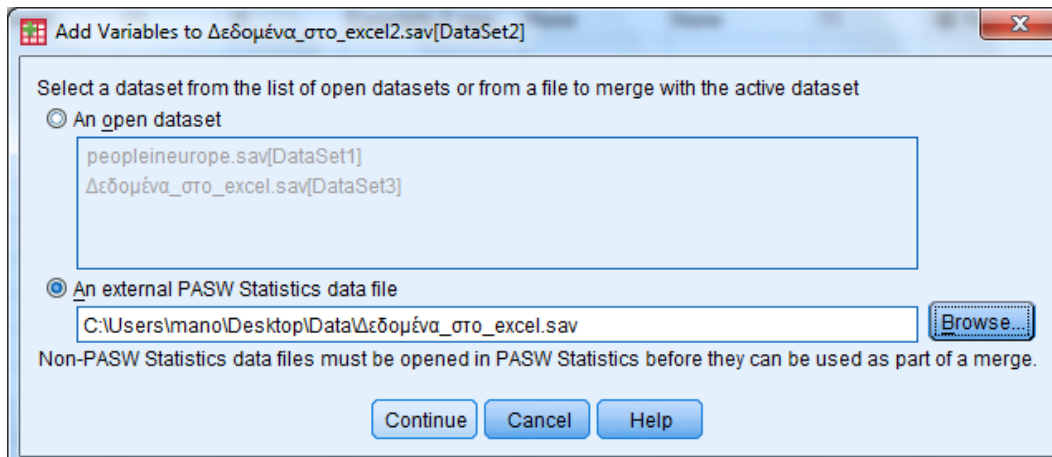 Add Variables to Δεδομένα_στο_excel2.sav[DataSet2]
Select a dataset from the list of open datasets or from a file to merge with the active dataset
An open dataset
peopleineurope.sav[DataSet1]
Δεδομένα_στο_excel.sav[DataSet3]
An external PASW Statistics data file
C:\Users\mano\Desktop\Data\Δεδομένα_στο_excel.sav
Browse...
Non-PASW Statistics data files must be opened in PASW Statistics before they can be used as part of a merge.
Continue Cancel Help